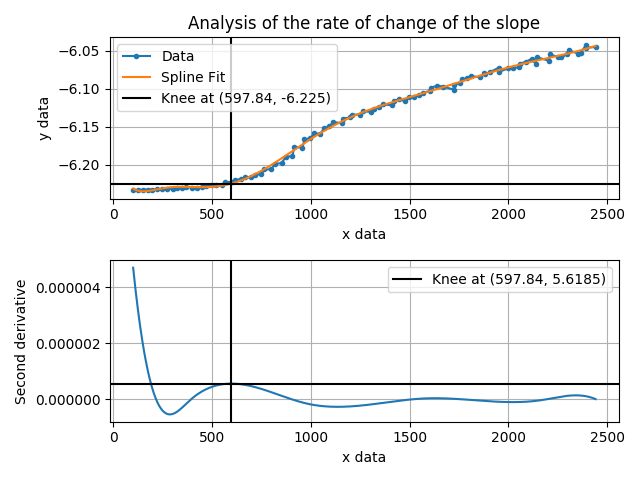 Analysis of the rate of change of the slope
−6.05
−6.10
−6.15
−6.20
y data
Data
Spline Fit
Knee at (597.84, -6.225)
0 500 1000 1500 2000 2500
x data
0.000004
0.000002
0.000000
Second derivative
Knee at (597.84, 5.6185)
0 500 1000 1500 2000 2500
x data